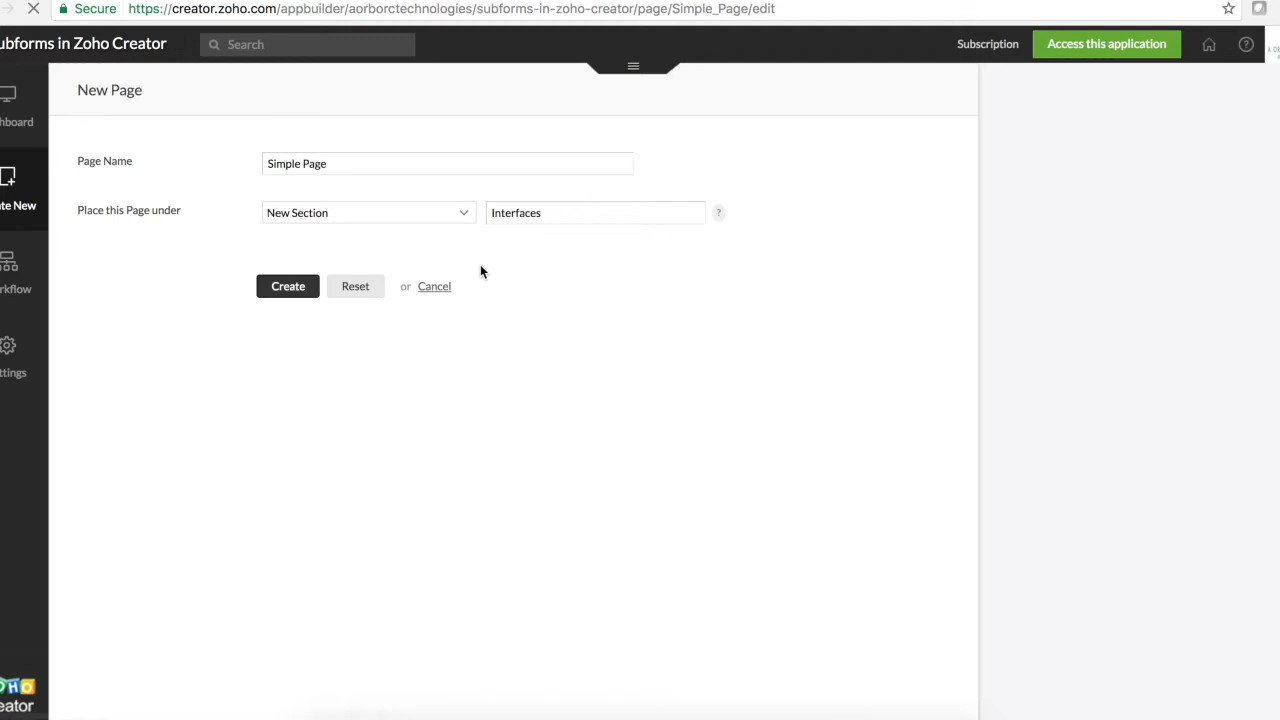 Secure https://creator.zoho.com/appbuilder/aorborctechnologies/subforms-in-zoho-creator/page/Simple_Page/edit
ubforms in Zoho Creator Search Subscription Access this application ?
New Page
hboard
Page Name Simple Page
ate New
Place this Page under New Section Interfaces ?
rkflow
Create Reset or Cancel
ttings
OHO
eator